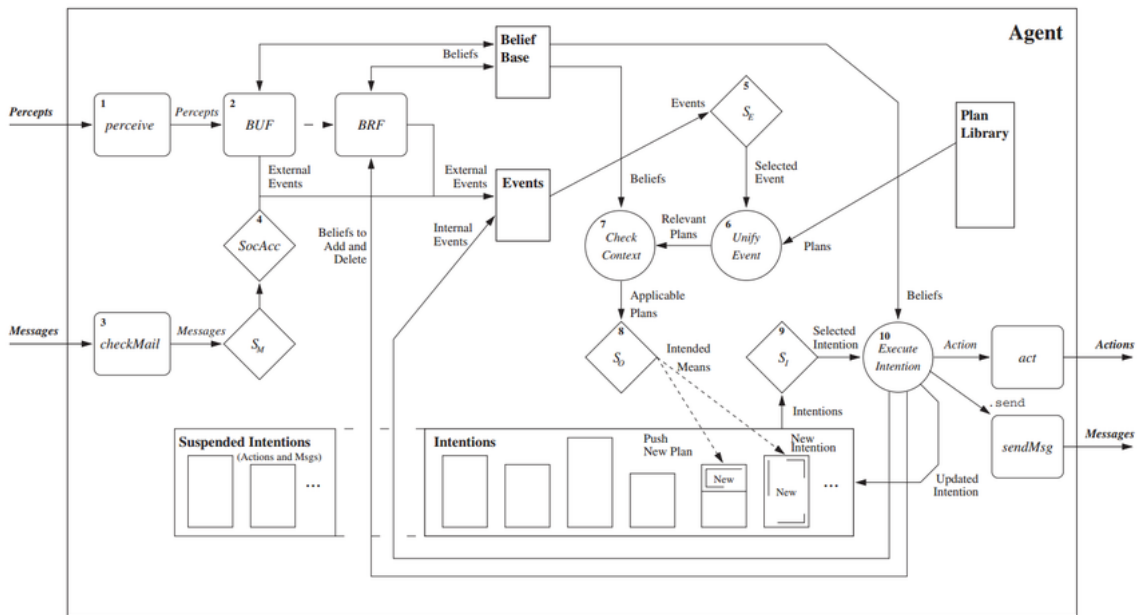 Agent
Belief
Base
Beliefs
5
S_E
Events
Plan
Library
Percepts
1
perceive
Percepts
2
BUF
BRF
External
Events
External
Events
Events
Selected
Event
Beliefs
4
SocAcc
Beliefs to
Add and
Delete
Internal
Events
7
Check
Context
Relevant
Plans
6
Unify
Event
Plans
Applicable
Plans
Beliefs
Messages
3
checkMail
Messages
S_M
8
S_O
Intended
Means
9
S_I
Selected
Intention
10
Execute
Intention
Action
act
Actions
.send
sendMsg
Messages
Intentions
Suspended Intentions
(Actions and Msgs)
...
Intentions
Push
New Plan
New
Intention
New
New
...
Updated
Intention